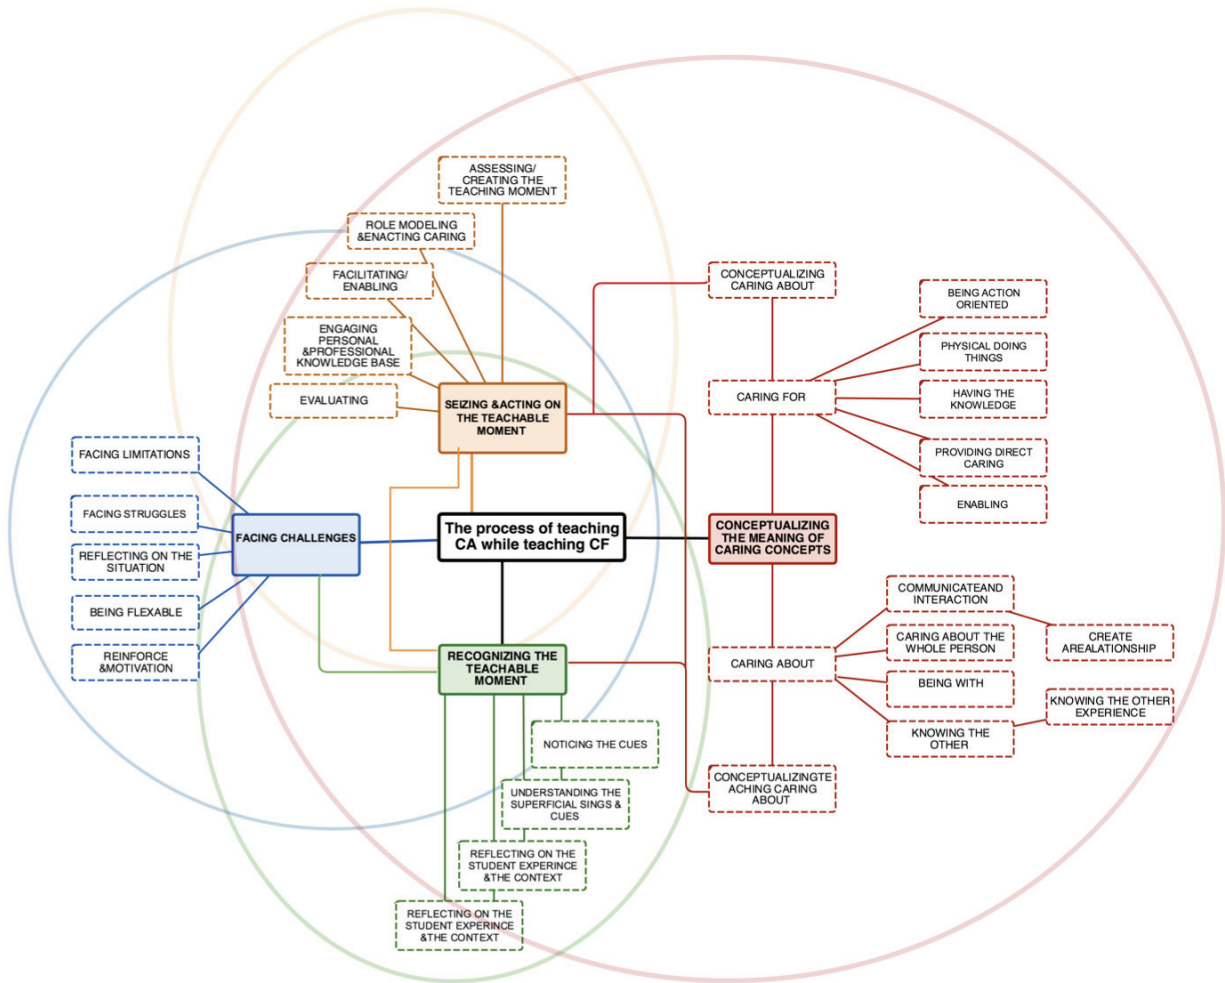 ASSESSING/
CREATING THE
TEACHING MOMENT
ROLE MODELING
&ENACTING CARING
FACILITATING/
ENABLING
ENGAGING
PERSONAL
&PROFESSIONAL
KNOWLEDGE BASE
EVALUATING
SEIZING &ACTING ON
THE TEACHABLE
MOMENT
FACING LIMITATIONS
FACING STRUGGLES
REFLECTING ON THE
SITUATION
BEING FLEXABLE
REINFORCE
&MOTIVATION
FACING CHALLENGES
The process of teaching
CA while teaching CF
RECOGNIZING THE
TEACHABLE
MOMENT
NOTICING THE CUES
UNDERSTANDING THE
SUPERFICIAL SINGS &
CUES
REFLECTING ON THE
STUDENT EXPERINCE
&THE CONTEXT
REFLECTING ON THE
STUDENT EXPERINCE
&THE CONTEXT
CONCEPTUALIZING
CARING ABOUT
CARING FOR
BEING ACTION
ORIENTED
PHYSICAL DOING
THINGS
HAVING THE
KNOWLEDGE
PROVIDING DIRECT
CARING
ENABLING
CONCEPTUALIZING
THE MEANING OF
CARING CONCEPTS
CARING ABOUT
COMMUNICATEAND
INTERACTION
CREATE
AREALATIONSHIP
CARING ABOUT THE
WHOLE PERSON
BEING WITH
KNOWING THE
OTHER
KNOWING THE OTHER
EXPERIENCE
CONCEPTUALIZINGTE
ACHING CARING
ABOUT